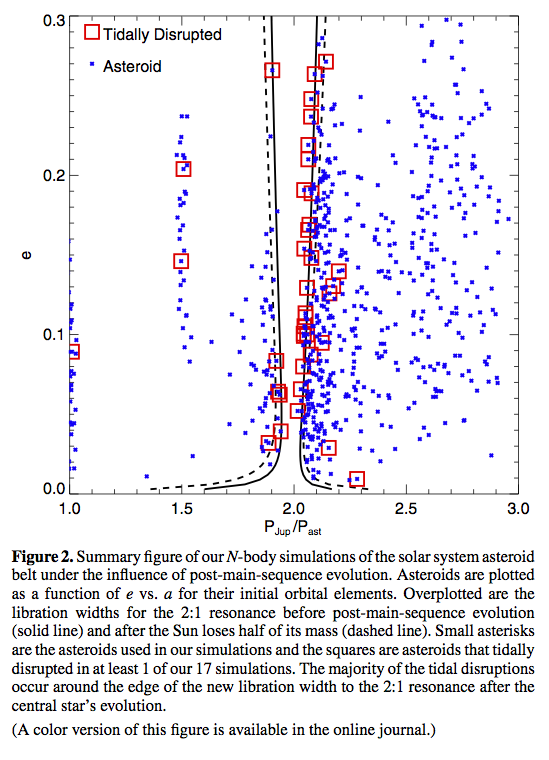 0.3
Tidally Disrupted
Asteroid
0.2
e
0.1
0.0
1.0 1.5 2.0 2.5 3.0
P_Jup/P_ast
Figure 2. Summary figure of our N-body simulations of the solar system asteroid
belt under the influence of post-main-sequence evolution. Asteroids are plotted
as a function of e vs. a for their initial orbital elements. Overplotted are the
libration widths for the 2:1 resonance before post-main-sequence evolution
(solid line) and after the Sun loses half of its mass (dashed line). Small asterisks
are the asteroids used in our simulations and the squares are asteroids that tidally
disrupted in at least 1 of our 17 simulations. The majority of the tidal disruptions
occur around the edge of the new libration width to the 2:1 resonance after the
central star's evolution.
(A color version of this figure is available in the online journal.)